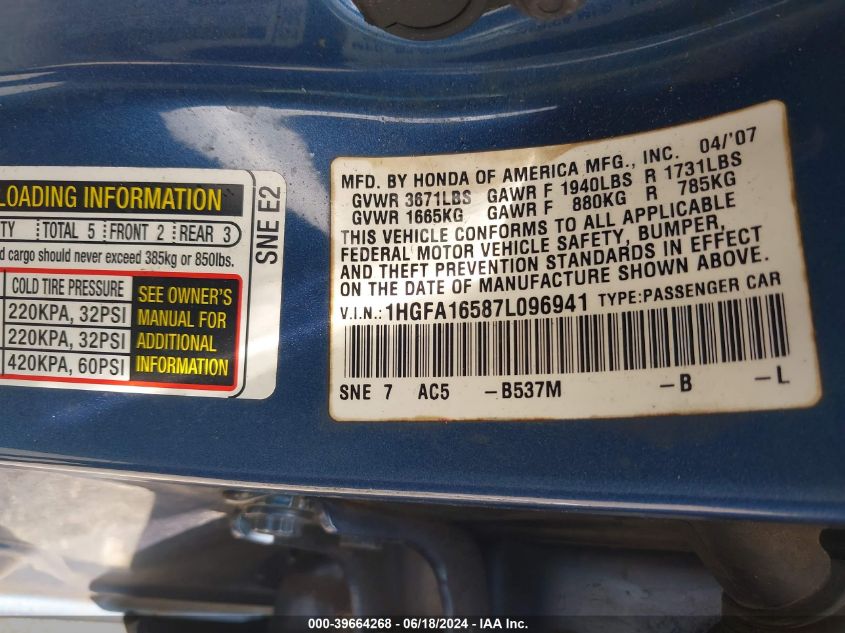 LOADING INFORMATION
TOTAL 5 FRONT 2 REAR 3
cargo should never exceed 385kg or 850lbs.
COLD TIRE PRESSURE
220KPA, 32PSI
220KPA, 32PSI
420KPA, 60PSI
SEE OWNER'S
MANUAL FOR
ADDITIONAL
INFORMATION
SNE E2
MFD. BY HONDA OF AMERICA MFG., INC. 04/'07
GVWR 3671LBS GAWR F 1940LBS R 1731LBS
GVWR 1665KG GAWR F 880KG R 785KG
THIS VEHICLE CONFORMS TO ALL APPLICABLE
FEDERAL MOTOR VEHICLE SAFETY, BUMPER,
AND THEFT PREVENTION STANDARDS IN EFFECT
ON THE DATE OF MANUFACTURE SHOWN ABOVE.
V.I.N.: 1HGFA16587L096941 TYPE:PASSENGER CAR
SNE 7 AC5 -B537M -B -L
000-39664268 - 06/18/2024 - IAA Inc.